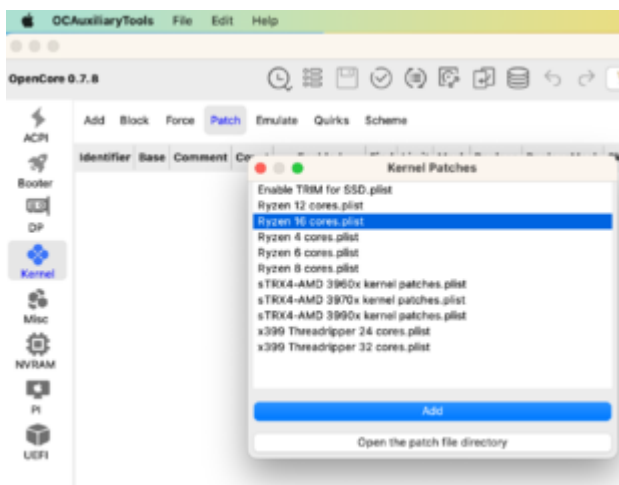 OCAuxiliaryTools File Edit Help
OpenCore 0.7.8
ACPI
Booter
DP
Kernel
Misc
NVRAM
PI
UEFI
Add Block Force Patch Emulate Quirks Scheme
Identifier Base Comment
Kernel Patches
Enable TRIM for SSD.plist
Ryzen 12 cores.plist
Ryzen 16 cores.plist
Ryzen 4 cores.plist
Ryzen 6 cores.plist
Ryzen 8 cores.plist
sTRX4-AMD 3960x kernel patches.plist
sTRX4-AMD 3970x kernel patches.plist
sTRX4-AMD 3990x kernel patches.plist
x399 Threadripper 24 cores.plist
x399 Threadripper 32 cores.plist
Add
Open the patch file directory